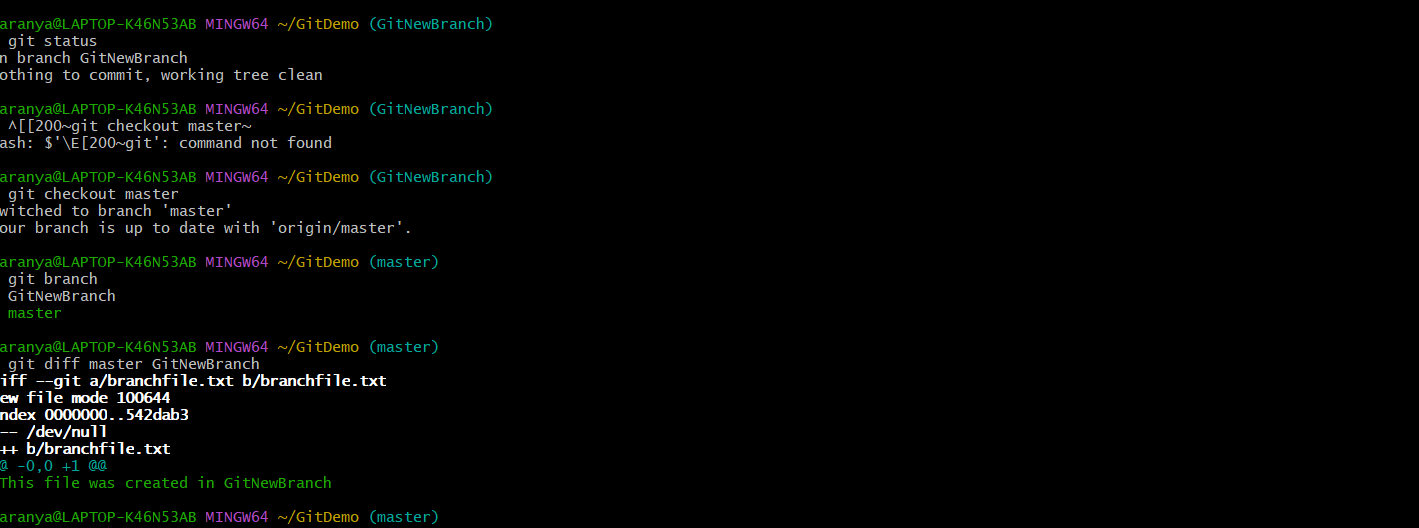 aranya@LAPTOP-K46N53AB MINGW64 ~/GitDemo (GitNewBranch)
git status
n branch GitNewBranch
othing to commit, working tree clean
aranya@LAPTOP-K46N53AB MINGW64 ~/GitDemo (GitNewBranch)
^[[200~git checkout master~
ash: $'\E[200~git': command not found
aranya@LAPTOP-K46N53AB MINGW64 ~/GitDemo (GitNewBranch)
git checkout master
witched to branch 'master'
our branch is up to date with 'origin/master'.
aranya@LAPTOP-K46N53AB MINGW64 ~/GitDemo (master)
git branch
GitNewBranch
master
aranya@LAPTOP-K46N53AB MINGW64 ~/GitDemo (master)
git diff master GitNewBranch
iff --git a/branchfile.txt b/branchfile.txt
ew file mode 100644
ndex 0000000..542dab3
-- /dev/null
++ b/branchfile.txt
@ -0,0 +1 @@
This file was created in GitNewBranch
aranya@LAPTOP-K46N53AB MINGW64 ~/GitDemo (master)